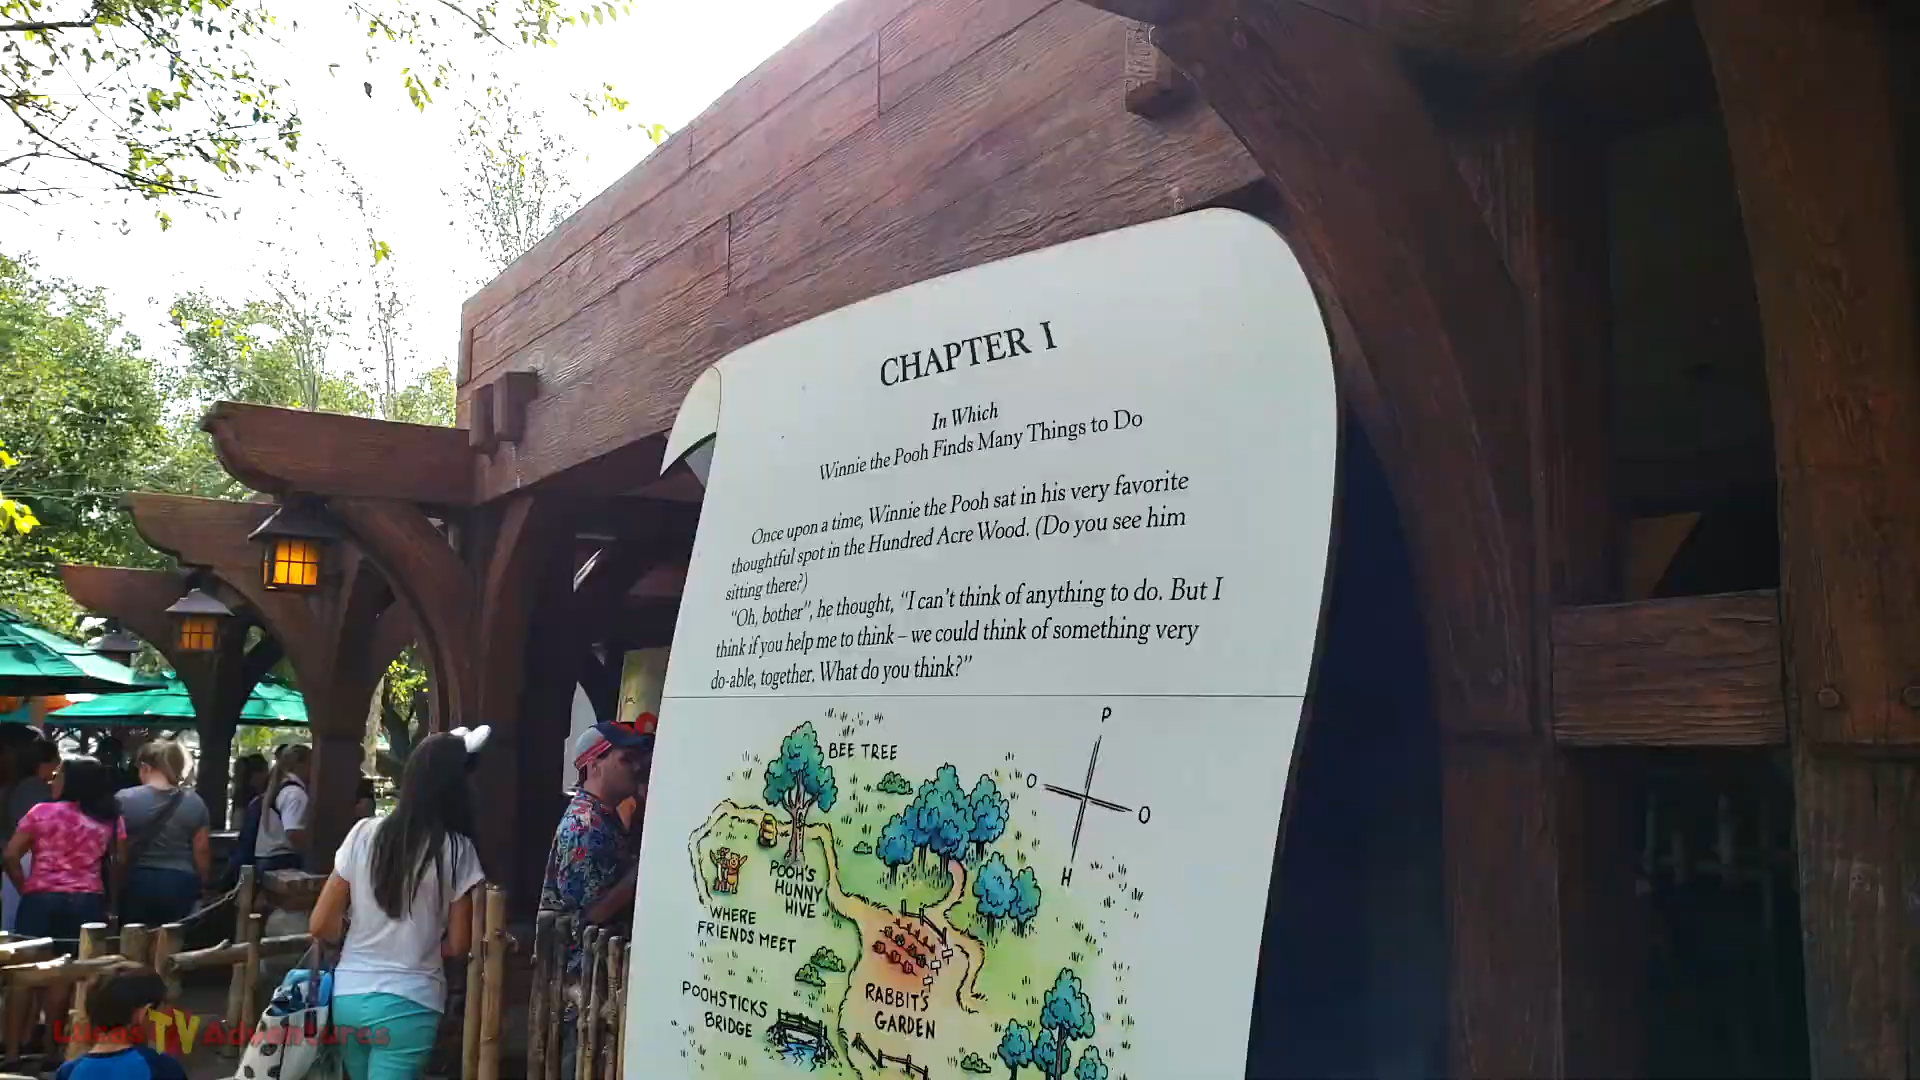 CHAPTER I
In Which
Winnie the Pooh Finds Many Things to Do
Once upon a time, Winnie the Pooh sat in his very favorite
thoughtful spot in the Hundred Acre Wood. (Do you see him
sitting there?)
"Oh, bother", he thought, "I can't think of anything to do. But I
think if you help me to think – we could think of something very
do-able, together. What do you think?"
P
BEE TREE
O
O
H
POOH'S
HUNNY
HIVE
WHERE
FRIENDS MEET
POOHSTICKS
BRIDGE
RABBIT'S
GARDEN
Lucas TV Adventures